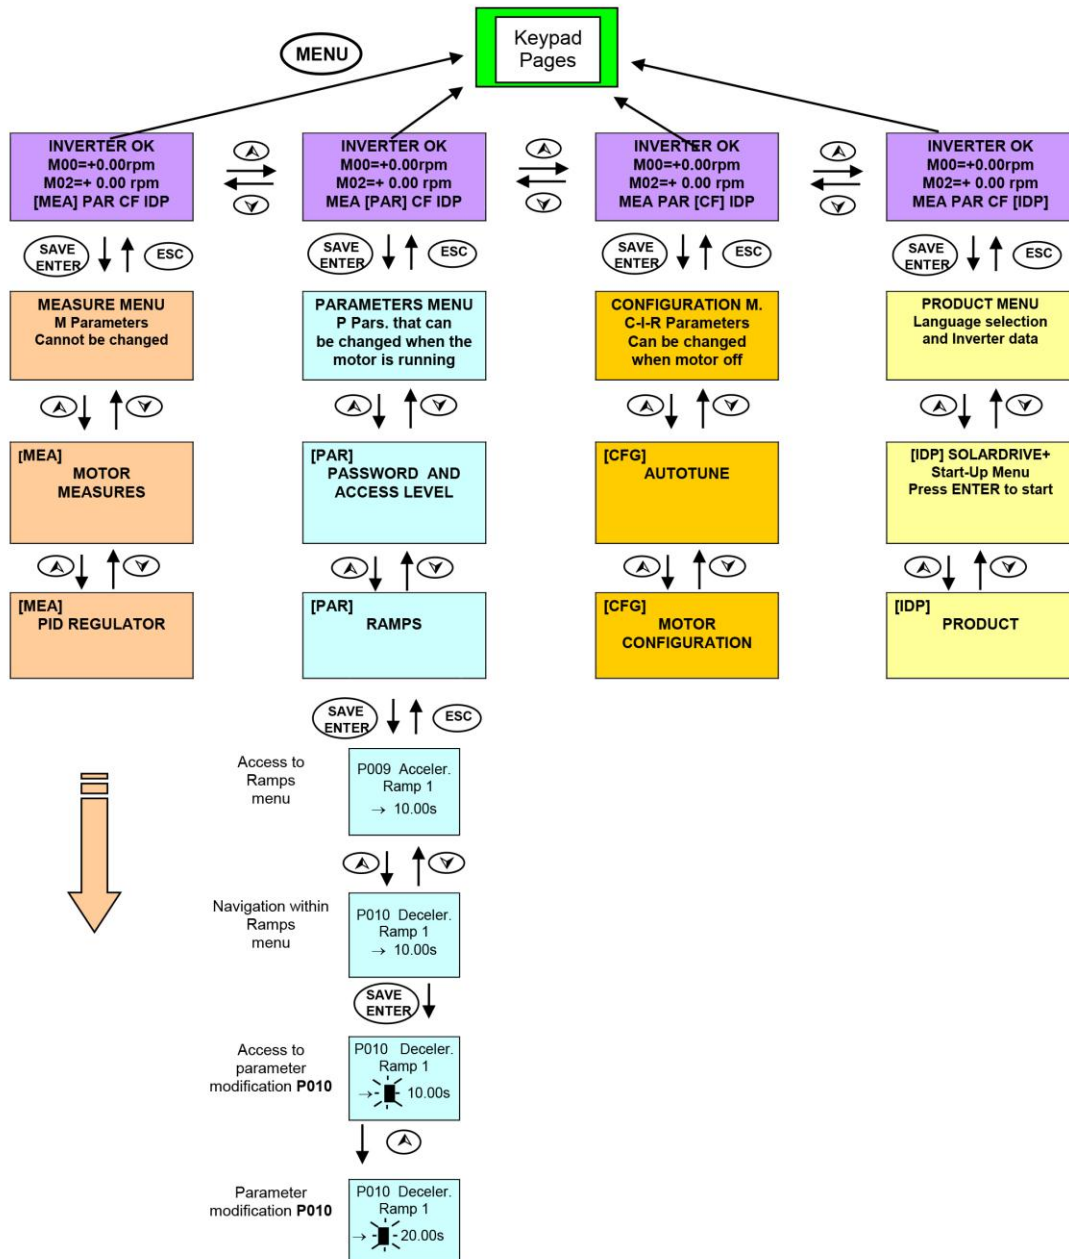 Keypad
Pages
MENU
INVERTER OK
M00=+0.00rpm
M02=+ 0.00 rpm
[MEA] PAR CF IDP
INVERTER OK
M00=+0.00rpm
M02=+ 0.00 rpm
MEA [PAR] CF IDP
INVERTER OK
M00=+0.00rpm
M02=+ 0.00 rpm
MEA PAR [CF] IDP
INVERTER OK
M00=+0.00rpm
M02=+ 0.00 rpm
MEA PAR CF [IDP]
SAVE
ENTER
ESC
SAVE
ENTER
ESC
SAVE
ENTER
ESC
SAVE
ENTER
ESC
MEASURE MENU
M Parameters
Cannot be changed
PARAMETERS MENU
P Pars. that can
be changed when the
motor is running
CONFIGURATION M.
C-I-R Parameters
Can be changed
when motor off
PRODUCT MENU
Language selection
and Inverter data
[MEA]
MOTOR
MEASURES
[PAR]
PASSWORD AND
ACCESS LEVEL
[CFG]
AUTOTUNE
[IDP] SOLARDRIVE+
Start-Up Menu
Press ENTER to start
[MEA]
PID REGULATOR
[PAR]
RAMPS
[CFG]
MOTOR
CONFIGURATION
[IDP]
PRODUCT
SAVE
ENTER
ESC
Access to
Ramps
menu
P009 Acceler.
Ramp 1
→ 10.00s
Navigation within
Ramps
menu
P010 Deceler.
Ramp 1
→ 10.00s
SAVE
ENTER
Access to
parameter
modification P010
P010 Deceler.
Ramp 1
→ 10.00s
Parameter
modification P010
P010 Deceler.
Ramp 1
→ 20.00s